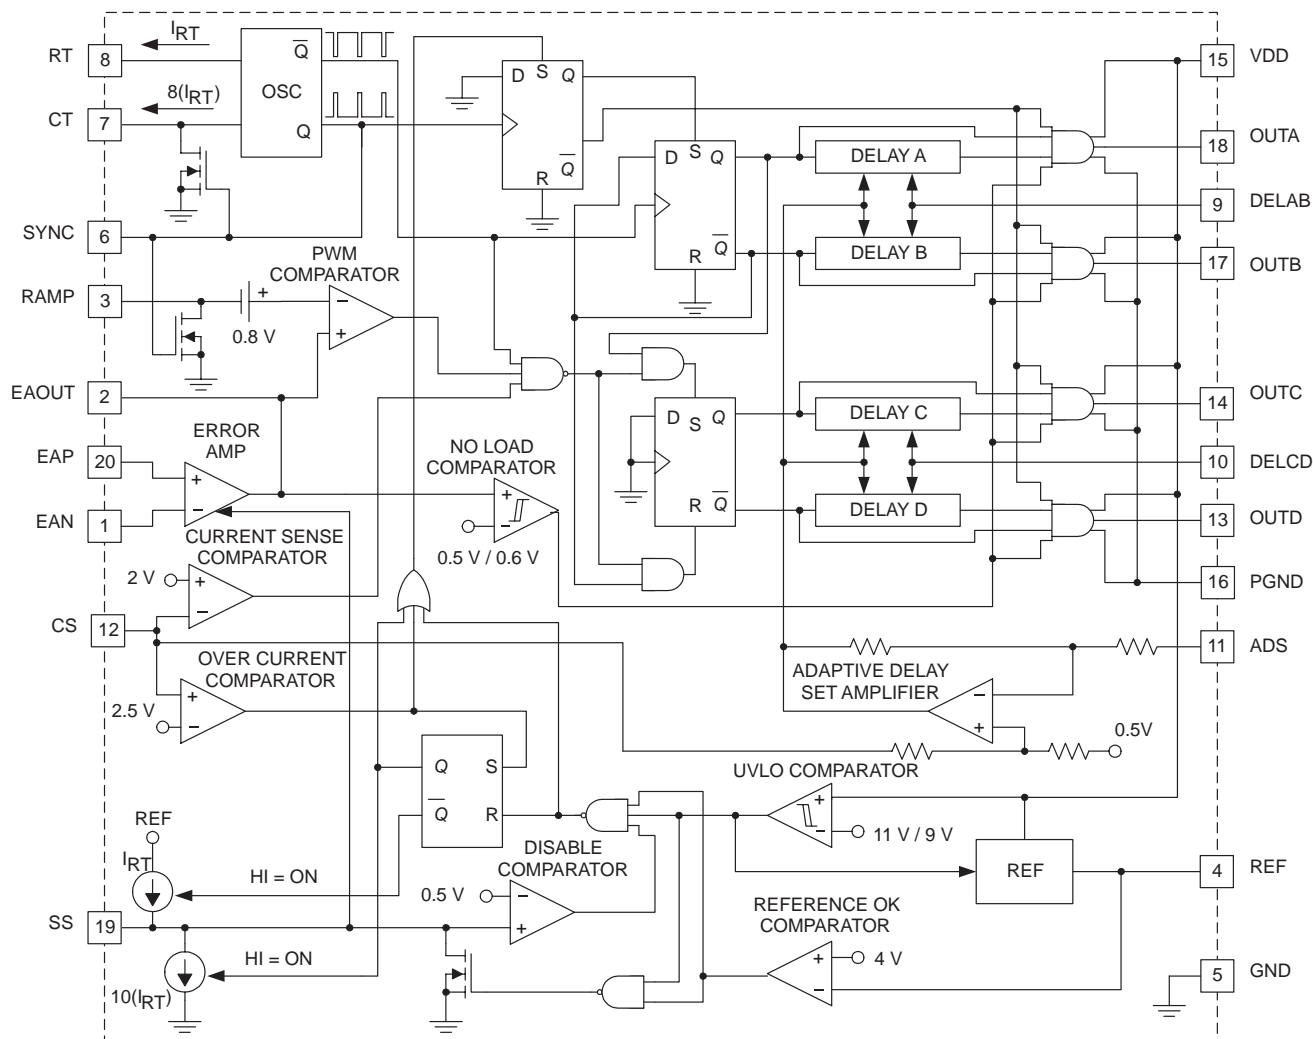 RT
8
I_RT
OSC
Q̅
Q
CT
7
8(I_RT)
D
S
Q
Q̅
R
15
VDD
SYNC
6
D
S
Q
Q̅
R
DELAY A
DELAY B
18
OUTA
9
DELAB
17
OUTB
RAMP
3
+
0.8 V
PWM
COMPARATOR
−
+
EAOUT
2
ERROR
AMP
EAP
20
+
−
EAN
1
NO LOAD
COMPARATOR
+
−
0.5 V / 0.6 V
D
S
Q
R
Q̅
DELAY C
DELAY D
14
OUTC
10
DELCD
13
OUTD
16
PGND
CURRENT SENSE
COMPARATOR
2 V
+
−
CS
12
OVER CURRENT
COMPARATOR
2.5 V
+
−
ADAPTIVE DELAY
SET AMPLIFIER
−
+
0.5V
11
ADS
Q
S
Q̅
R
UVLO COMPARATOR
+
−
11 V / 9 V
REF
4
REF
REF
I_RT
HI = ON
DISABLE
COMPARATOR
0.5 V
−
+
SS
19
HI = ON
10(I_RT)
REFERENCE OK
COMPARATOR
+
−
4 V
5
GND